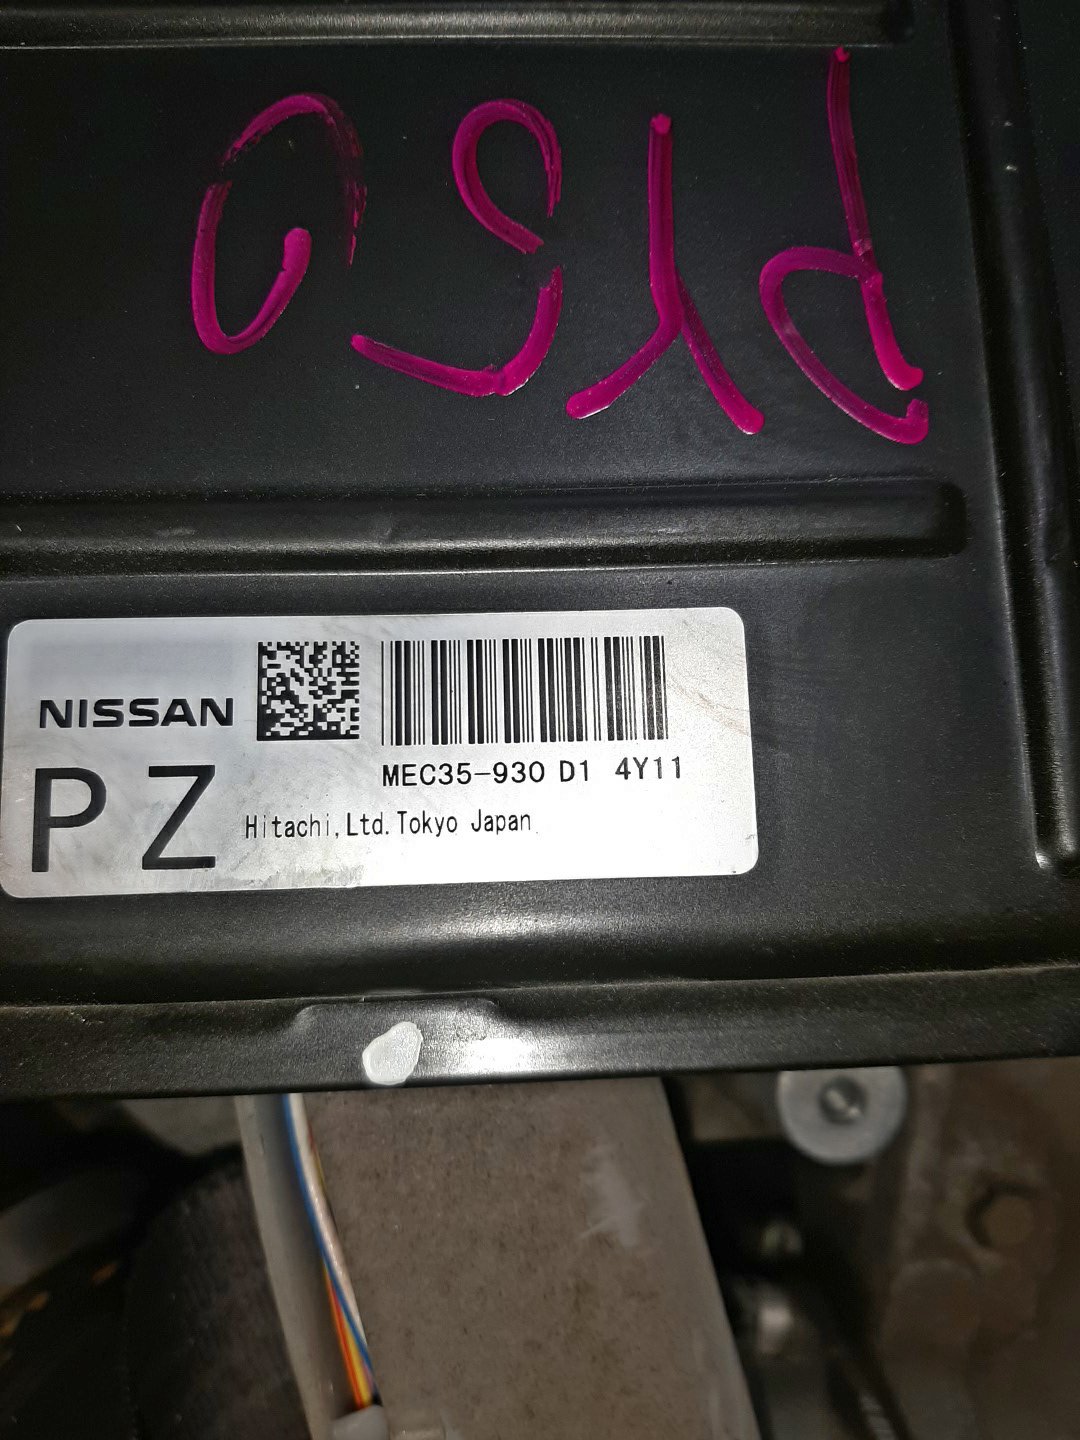 PY50
NISSAN
MEC35-930 D1 4Y11
PZ
Hitachi,Ltd.Tokyo Japan